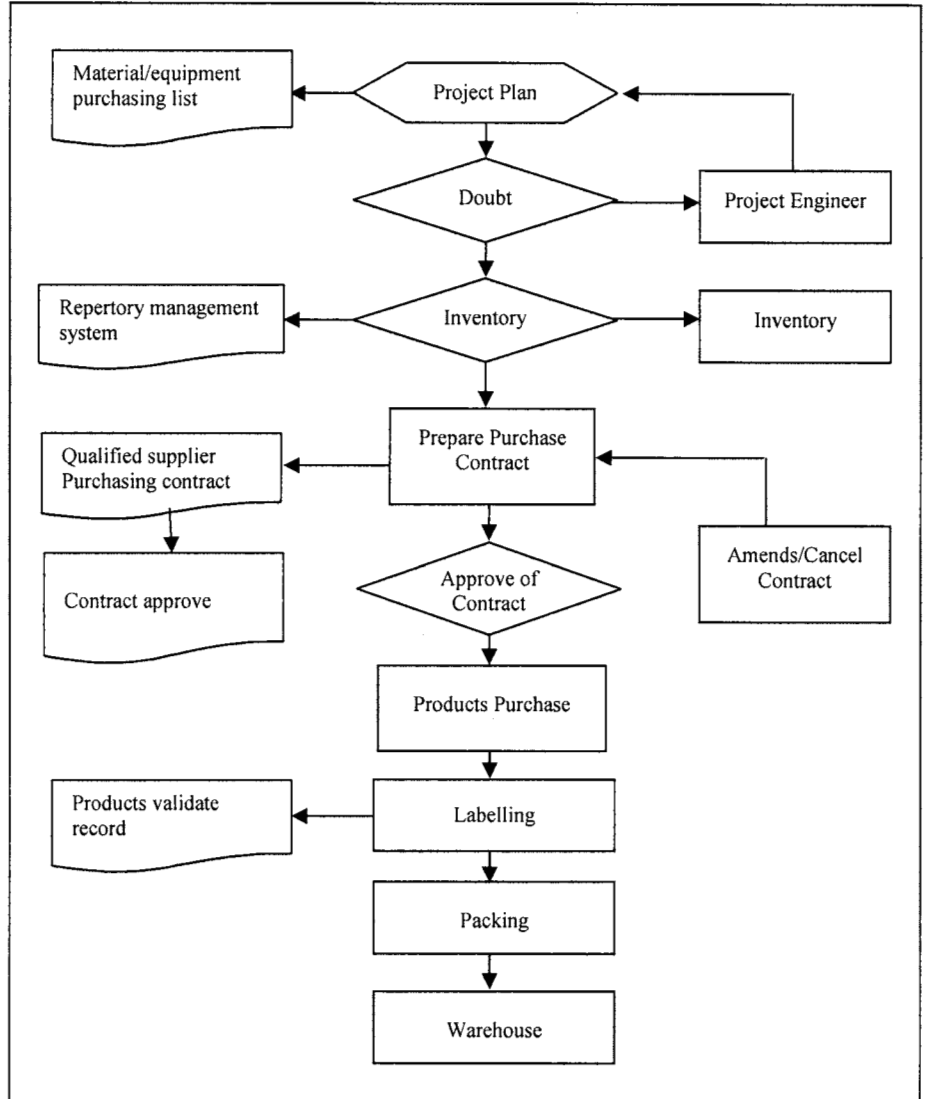 Material/equipment
purchasing list
Project Plan
Doubt
Project Engineer
Repertory management
system
Inventory
Inventory
Prepare Purchase
Contract
Qualified supplier
Purchasing contract
Amends/Cancel
Contract
Approve of
Contract
Contract approve
Products Purchase
Products validate
record
Labelling
Packing
Warehouse